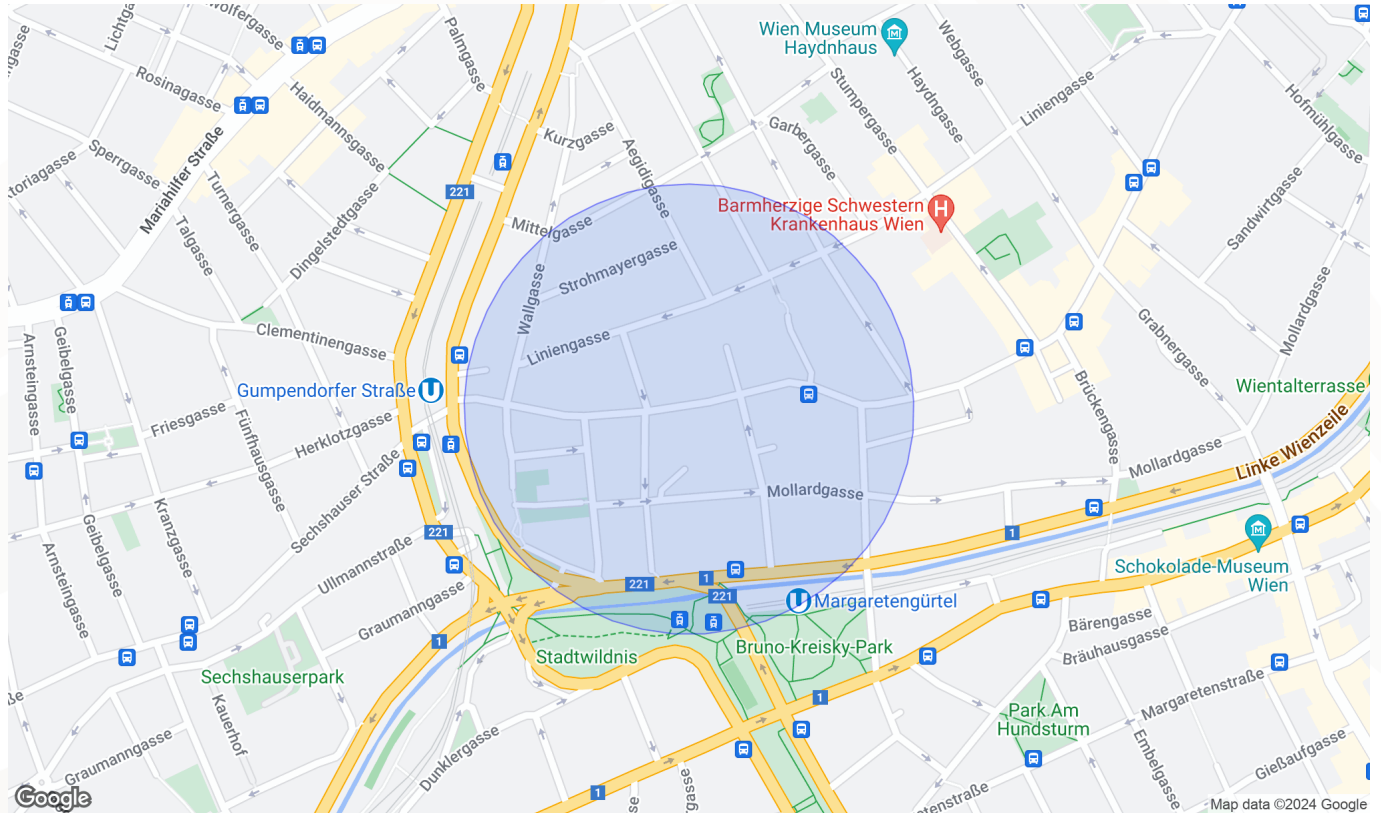 Lichtga
wolfergasse
Palmgasse
Wien Museum
Haydnhaus
Webgasse
Rosinagasse
Haidmannsgasse
Kurzgasse
Stumpergasse
Haydngasse
Liniengasse
Hofmühlgasse
Garbergasse
Aegidigasse
Sperrgasse
Mariahilfer Straße
toriagasse
Turnergasse
Talgasse
Dingelstedtgasse
221
Mittelgasse
Barmherzige Schwestern
Krankenhaus Wien
H
Sandwirtgasse
Strohmayergasse
Wallgasse
Mollardgasse
Arnsteingasse
Geibelgasse
Clementinengasse
Liniengasse
Grabnergasse
Gumpendorfer Straße
U
Brückengasse
Wientalterrasse
Friesgasse
Herklotzgasse
Fünfhausgasse
Linke Wienzeile
Mollardgasse
Sechshauser Straße
Kranzgasse
Mollardgasse
Geibelgasse
221
1
Arnsteingasse
Ullmannstraße
Schokolade-Museum
Wien
221
1
221
U
Margaretengürtel
Graumanngasse
1
Bärengasse
Bräuhausgasse
Stadtwildnis
Bruno-Kreisky-Park
Sechshauserpark
Margaretenstraße
1
Park Am
Hundsturm
Kauerhof
Graumanngasse
Dunklergasse
Embelgasse
Gießaufgasse
1
gasse
etenstraße
Google
Map data ©2024 Google